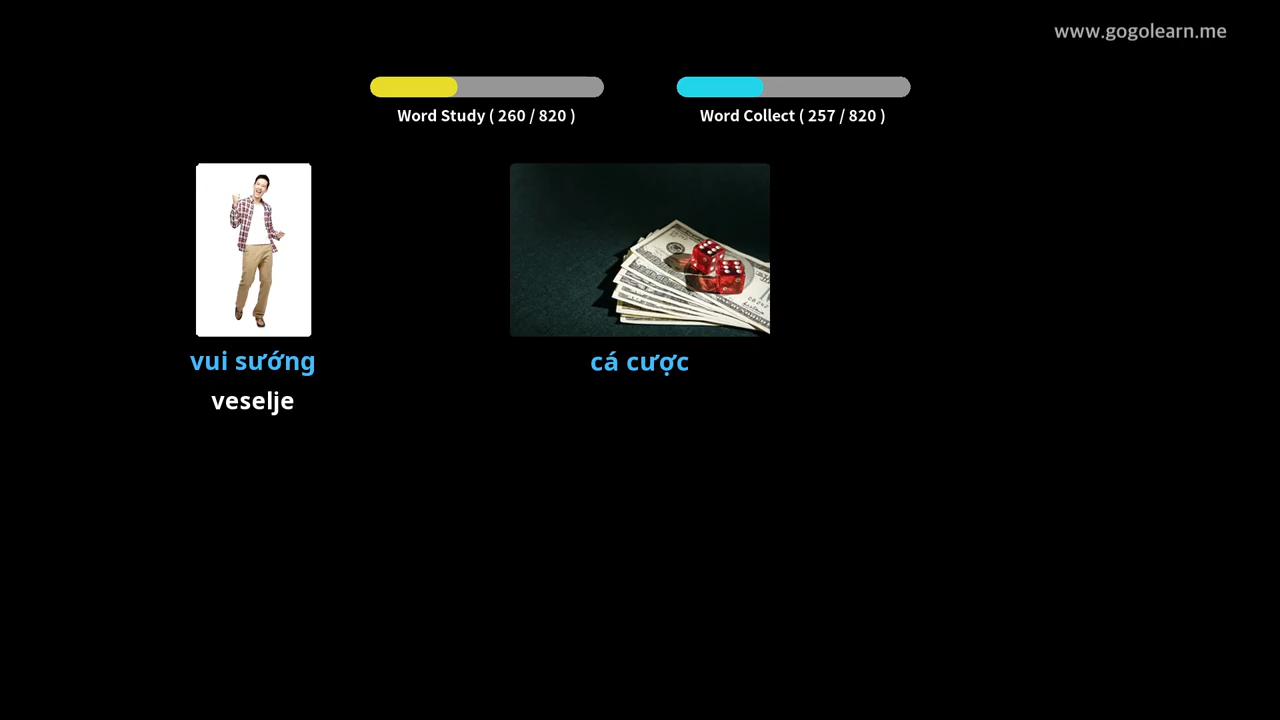 www.gogolearn.me
Word Study ( 260 / 820 )
Word Collect ( 257 / 820 )
vui sướng
veselje
cá cược